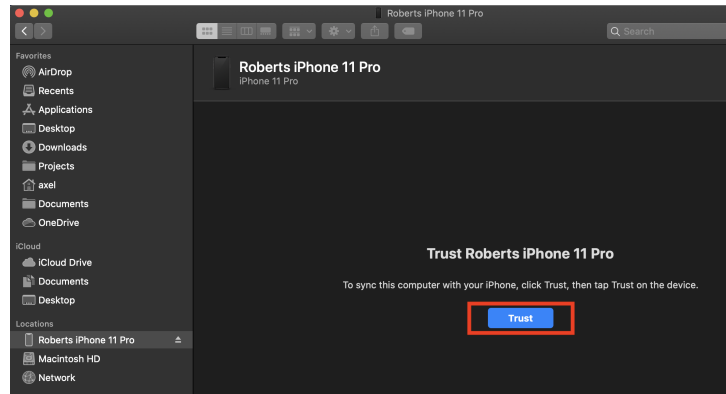 Roberts iPhone 11 Pro
Search
Favorites
AirDrop
Recents
Applications
Desktop
Downloads
Projects
axel
Documents
OneDrive
iCloud
iCloud Drive
Documents
Desktop
Locations
Roberts iPhone 11 Pro
Macintosh HD
Network
Roberts iPhone 11 Pro
iPhone 11 Pro
Trust Roberts iPhone 11 Pro
To sync this computer with your iPhone, click Trust, then tap Trust on the device.
Trust